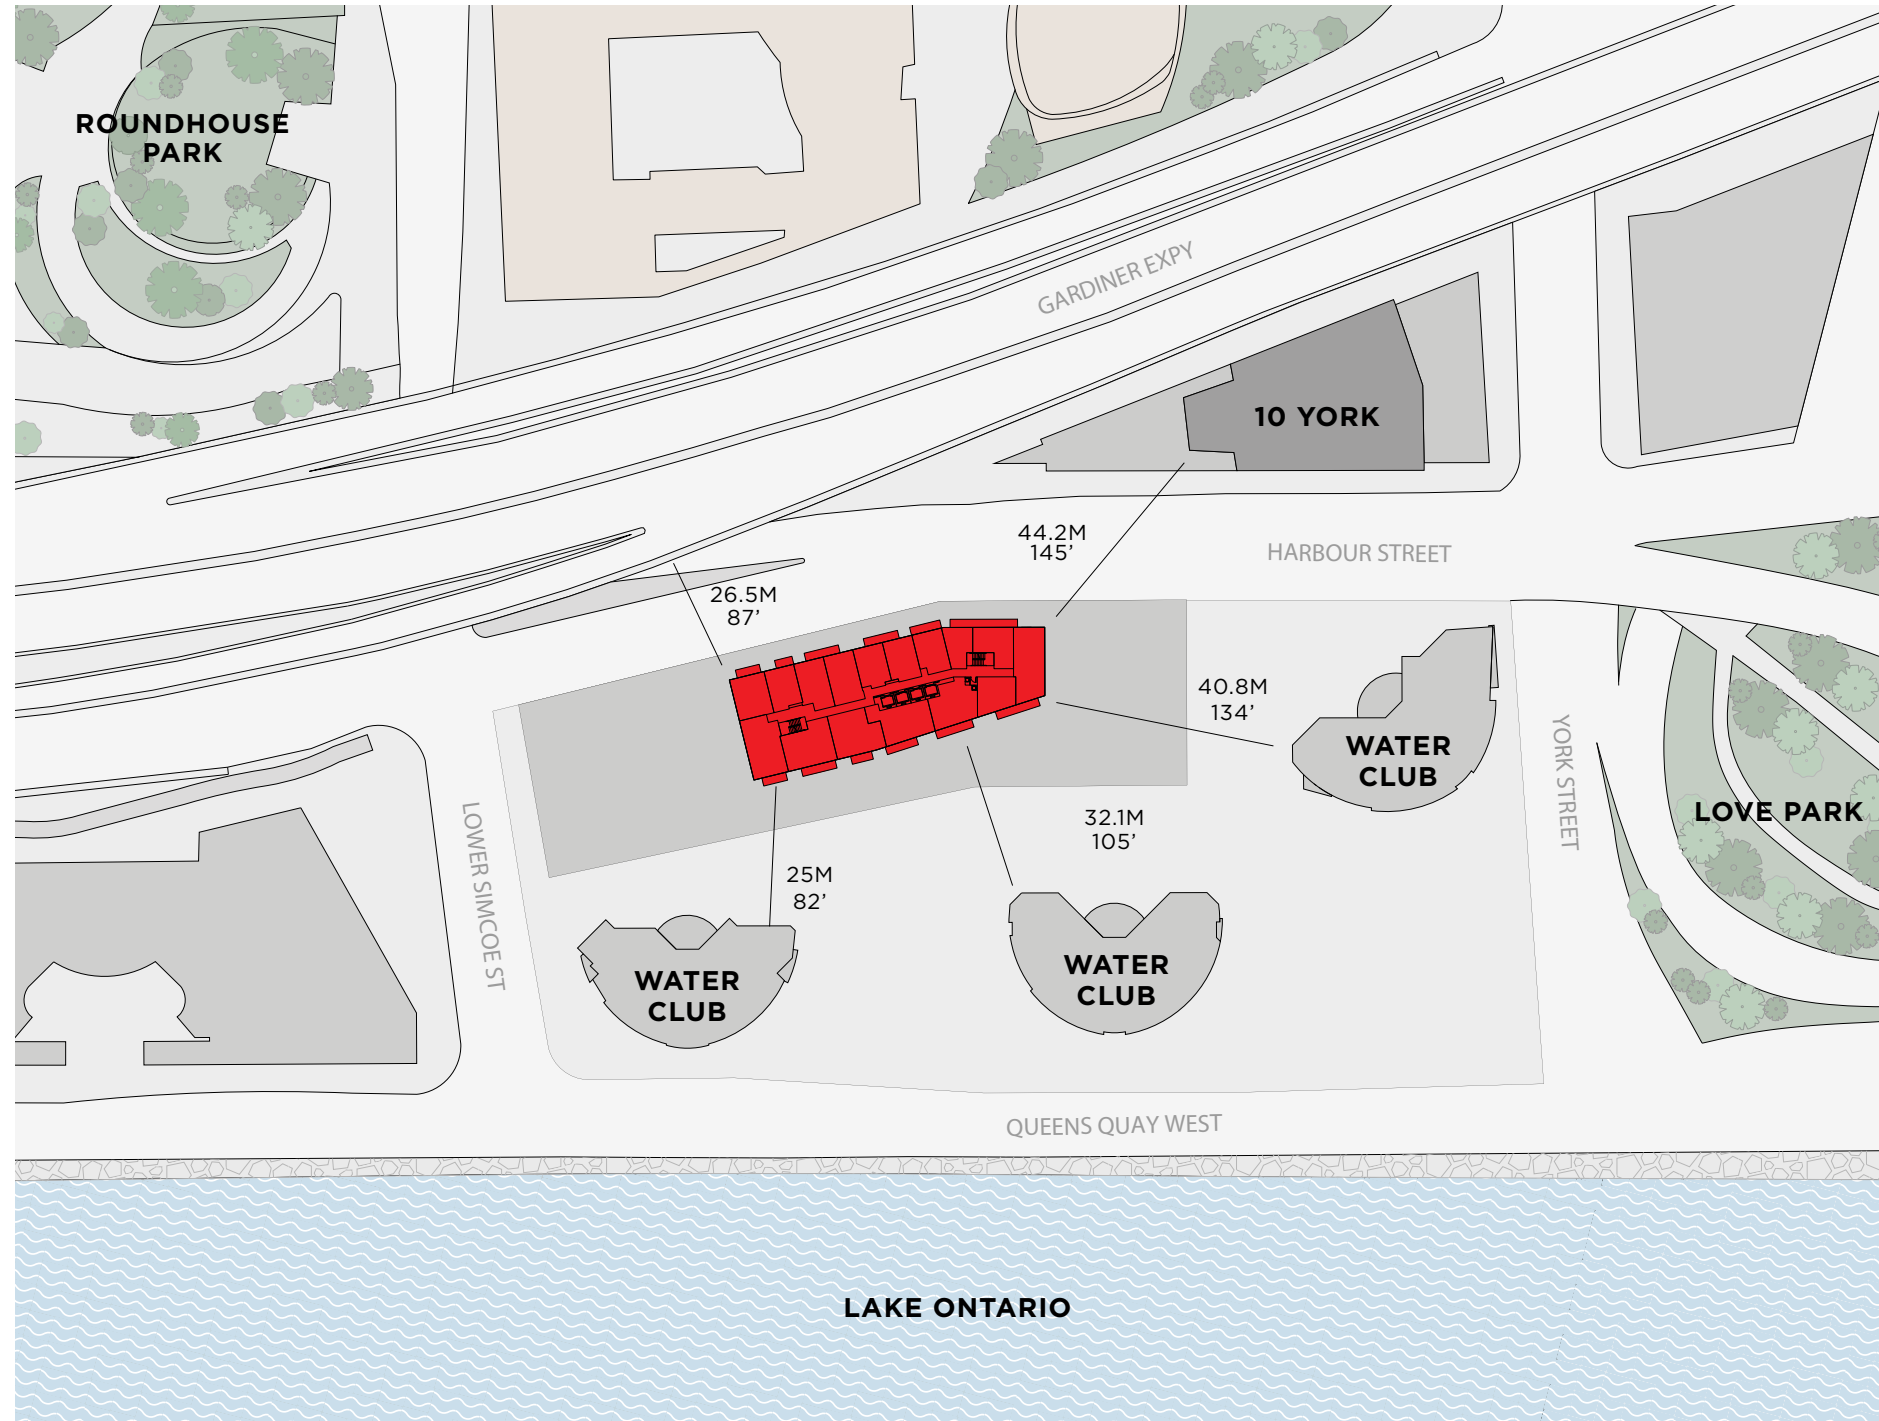 ROUNDHOUSE
PARK
GARDINER EXPY
10 YORK
44.2M
145’
HARBOUR STREET
26.5M
87’
40.8M
134’
WATER
CLUB
YORK STREET
LOVE PARK
LOWER SIMCOE ST
32.1M
105’
25M
82’
WATER
CLUB
WATER
CLUB
QUEENS QUAY WEST
LAKE ONTARIO